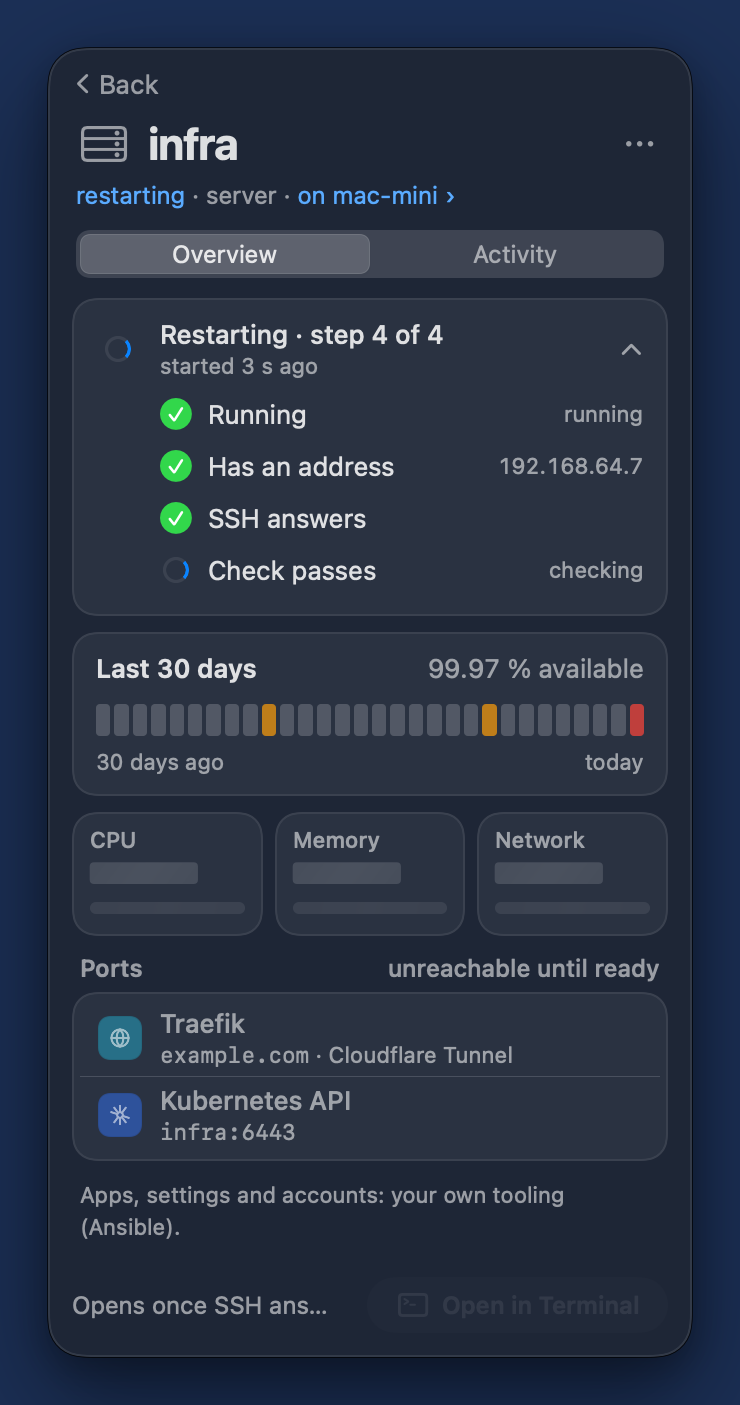 Back
infra
restarting · server · on mac-mini ›
Overview
Activity
Restarting · step 4 of 4
started 3 s ago
Running
running
Has an address
192.168.64.7
SSH answers
Check passes
checking
Last 30 days
99.97 % available
30 days ago
today
CPU
Memory
Network
Ports
unreachable until ready
Traefik
example.com · Cloudflare Tunnel
Kubernetes API
infra:6443
Apps, settings and accounts: your own tooling
(Ansible).
Opens once SSH ans…
Open in Terminal